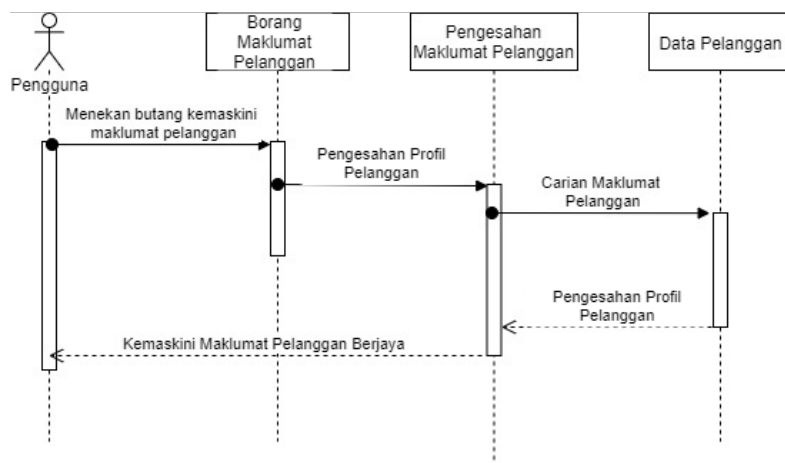 Borang
Maklumat
Pelanggan
Pengesahan
Maklumat Pelanggan
Data Pelanggan
Pengguna
Menekan butang kemaskini
maklumat pelanggan
Pengesahan Profil
Pelanggan
Carian Maklumat
Pelanggan
Pengesahan Profil
Pelanggan
Kemaskini Maklumat Pelanggan Berjaya